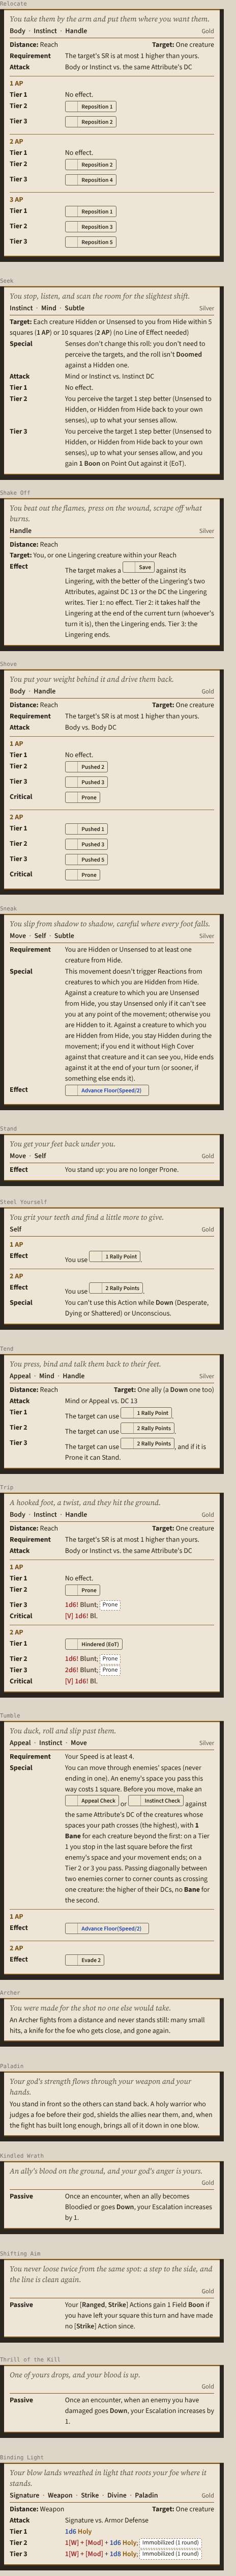 Relocate
You take them by the arm and put them where you want them.
Body · Instinct · Handle Gold
Distance: Reach Target: One creature
Requirement The target's SR is at most 1 higher than yours.
Attack Body or Instinct vs. the same Attribute's DC
1 AP
Tier 1 No effect.
Tier 2 Reposition 1
Tier 3 Reposition 2
2 AP
Tier 1 No effect.
Tier 2 Reposition 2
Tier 3 Reposition 4
3 AP
Tier 1 Reposition 1
Tier 2 Reposition 3
Tier 3 Reposition 5
Seek
You stop, listen, and scan the room for the slightest shift.
Instinct · Mind · Subtle Silver
Target: Each creature Hidden or Unsensed to you from Hide within 5
squares (1 AP) or 10 squares (2 AP) (no Line of Effect needed)
Special Senses don't change this roll: you don't need to
perceive the targets, and the roll isn't Doomed
against a Hidden one.
Attack Mind or Instinct vs. Instinct DC
Tier 1 No effect.
Tier 2 You perceive the target 1 step better (Unsensed to
Hidden, or Hidden from Hide back to your own
senses), up to what your senses allow.
Tier 3 You perceive the target 1 step better (Unsensed to
Hidden, or Hidden from Hide back to your own
senses), up to what your senses allow, and you
gain 1 Boon on Point Out against it (EoT).
Shake Off
You beat out the flames, press on the wound, scrape off what
burns.
Handle Silver
Distance: Reach
Target: You, or one Lingering creature within your Reach
Effect The target makes a Save against its
Lingering, with the better of the Lingering's two
Attributes, against DC 13 or the DC the Lingering
writes. Tier 1: no effect. Tier 2: it takes half the
Lingering at the end of the current turn (whoever's
turn it is), then the Lingering ends. Tier 3: the
Lingering ends.
Shove
You put your weight behind it and drive them back.
Body · Handle Gold
Distance: Reach Target: One creature
Requirement The target's SR is at most 1 higher than yours.
Attack Body vs. Body DC
1 AP
Tier 1 No effect.
Tier 2 Pushed 2
Tier 3 Pushed 3
Critical Prone
2 AP
Tier 1 Pushed 1
Tier 2 Pushed 3
Tier 3 Pushed 5
Critical Prone
Sneak
You slip from shadow to shadow, careful where every foot falls.
Move · Self · Subtle Silver
Requirement You are Hidden or Unsensed to at least one
creature from Hide.
Special This movement doesn't trigger Reactions from
creatures to which you are Hidden from Hide.
Against a creature to which you are Unsensed
from Hide, you stay Unsensed only if it can't see
you at any point of the movement; otherwise you
are Hidden to it. Against a creature to which you
are Hidden from Hide, you stay Hidden during the
movement; if you end it without High Cover
against that creature and it can see you, Hide ends
against it at the end of your turn (or sooner, if
something else ends it).
Effect Advance Floor(Speed/2)
Stand
You get your feet back under you.
Move · Self Gold
Effect You stand up: you are no longer Prone.
Steel Yourself
You grit your teeth and find a little more to give.
Self Gold
1 AP
Effect You use 1 Rally Point.
2 AP
Effect You use 2 Rally Points.
Special You can't use this Action while Down (Desperate,
Dying or Shattered) or Unconscious.
Tend
You press, bind and talk them back to their feet.
Appeal · Mind · Handle Silver
Distance: Reach Target: One ally (a Down one too)
Attack Mind or Appeal vs. DC 13
Tier 1 The target can use 1 Rally Point.
Tier 2 The target can use 2 Rally Points.
Tier 3 The target can use 2 Rally Points, and if it is
Prone it can Stand.
Trip
A hooked foot, a twist, and they hit the ground.
Body · Instinct · Handle Gold
Distance: Reach Target: One creature
Requirement The target's SR is at most 1 higher than yours.
Attack Body or Instinct vs. the same Attribute's DC
1 AP
Tier 1 No effect.
Tier 2 Prone
Tier 3 1d6! Blunt; Prone
Critical [V] 1d6! Bl.
2 AP
Tier 1 Hindered (EoT)
Tier 2 1d6! Blunt; Prone
Tier 3 2d6! Blunt; Prone
Critical [V] 1d6! Bl.
Tumble
You duck, roll and slip past them.
Appeal · Instinct · Move Silver
Requirement Your Speed is at least 4.
Special You can move through enemies' spaces (never
ending in one). An enemy's space you pass this
way costs 1 square. Before you move, make an
Appeal Check or Instinct Check against
the same Attribute's DC of the creatures whose
spaces your path crosses (the highest), with 1
Bane for each creature beyond the first: on a Tier
1 you stop in the last square before the first
enemy's space and your movement ends; on a
Tier 2 or 3 you pass. Passing diagonally between
two enemies corner to corner counts as crossing
one creature: the higher of their DCs, no Bane for
the second.
1 AP
Effect Advance Floor(Speed/2)
2 AP
Effect Evade 2
Archer
You were made for the shot no one else would take.
An Archer fights from a distance and never stands still: many small
hits, a knife for the foe who gets close, and gone again.
Paladin
Your god's strength flows through your weapon and your
hands.
You stand in front so the others can stand back. A holy warrior who
judges a foe before their god, shields the allies near them, and, when
the fight has built long enough, brings all of it down in one blow.
Kindled Wrath
An ally's blood on the ground, and your god's anger is yours.
Gold
Passive Once an encounter, when an ally becomes
Bloodied or goes Down, your Escalation increases
by 1.
Shifting Aim
You never loose twice from the same spot: a step to the side, and
the line is clean again.
Gold
Passive Your [Ranged, Strike] Actions gain 1 Field Boon if
you have left your square this turn and have made
no [Strike] Action since.
Thrill of the Kill
One of yours drops, and your blood is up.
Gold
Passive Once an encounter, when an enemy you have
damaged goes Down, your Escalation increases by
1.
Binding Light
Your blow lands wreathed in light that roots your foe where it
stands.
Signature · Weapon · Strike · Divine · Paladin Gold
Distance: Weapon Target: One creature
Attack Signature vs. Armor Defense
Tier 1 1d6 Holy
Tier 2 1[W] + [Mod] + 1d6 Holy; Immobilized (1 round)
Tier 3 1[W] + [Mod] + 1d8 Holy; Immobilized (1 round)